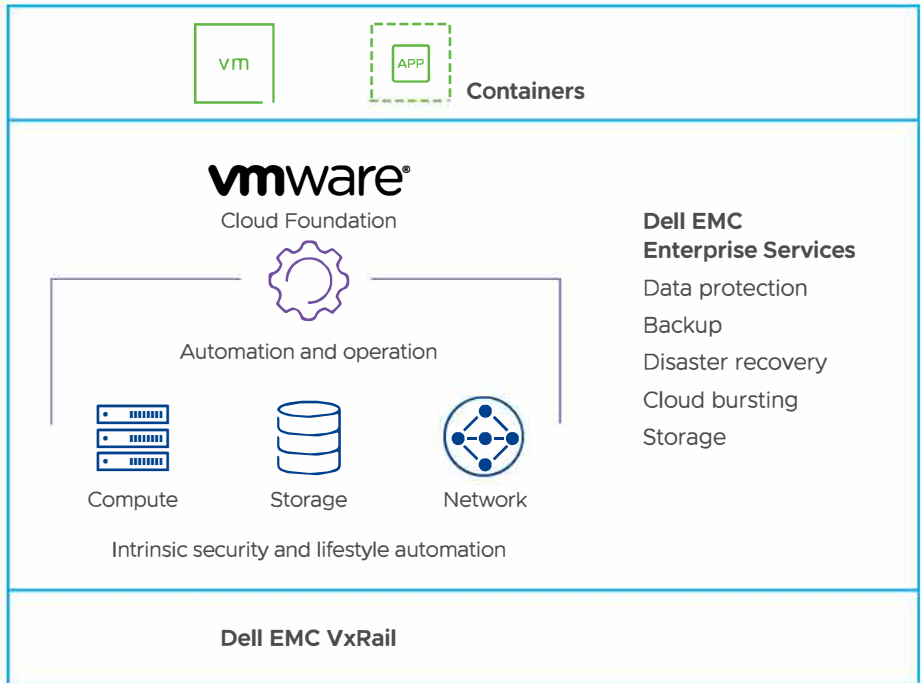 vm
APP
Containers
vmware®
Cloud Foundation
Automation and operation
Compute
Storage
Network
Intrinsic security and lifestyle automation
Dell EMC
Enterprise Services
Data protection
Backup
Disaster recovery
Cloud bursting
Storage
Dell EMC VxRail